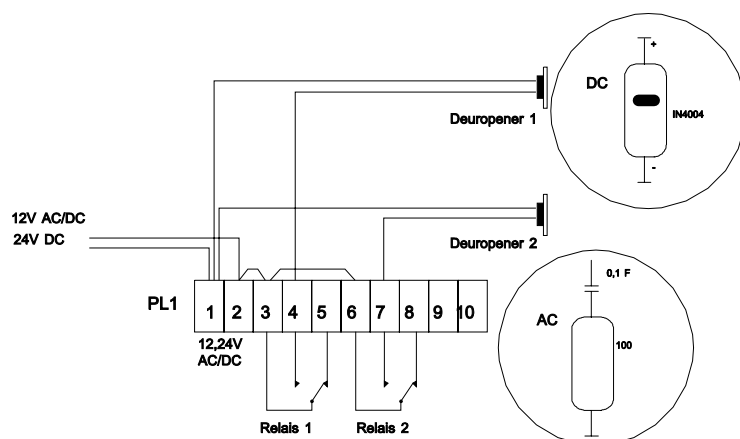 +
DC
IN4004
-
Deuropener 1
12V AC/DC
24V DC
Deuropener 2
0,1 F
AC
100
PL1
1 2 3 4 5 6 7 8 9 10
12,24V
AC/DC
Relais 1
Relais 2